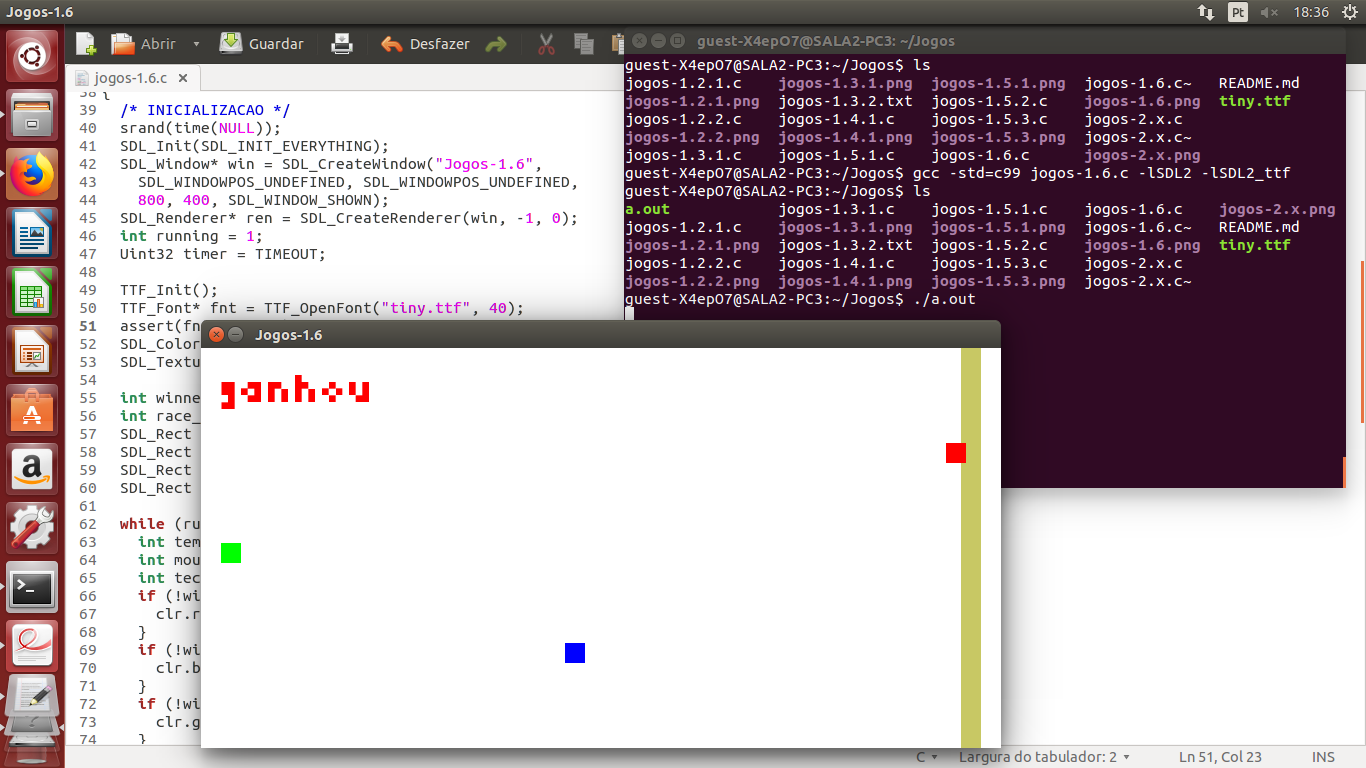 Jogos-1.6
Pt
18:36
Abrir
Guardar
Desfazer
jogos-1.6.c
38 {
39 /* INICIALIZACAO */
40 srand(time(NULL));
41 SDL_Init(SDL_INIT_EVERYTHING);
42 SDL_Window* win = SDL_CreateWindow("Jogos-1.6",
43 SDL_WINDOWPOS_UNDEFINED, SDL_WINDOWPOS_UNDEFINED,
44 800, 400, SDL_WINDOW_SHOWN);
45 SDL_Renderer* ren = SDL_CreateRenderer(win, -1, 0);
46 int running = 1;
47 Uint32 timer = TIMEOUT;
48
49 TTF_Init();
50 TTF_Font* fnt = TTF_OpenFont("tiny.ttf", 40);
51 assert(fn
52 SDL_Color
53 SDL_Textu
54
55 int winne
56 int race_
57 SDL_Rect
58 SDL_Rect
59 SDL_Rect
60 SDL_Rect
61
62 while (ru
63 int tem
64 int mou
65 int tec
66 if (!wi
67 clr.r
68 }
69 if (!wi
70 clr.b
71 }
72 if (!wi
73 clr.g
74 }
guest-X4epO7@SALA2-PC3: ~/Jogos
guest-X4epO7@SALA2-PC3:~/Jogos$ ls
jogos-1.2.1.c jogos-1.3.1.png jogos-1.5.1.png jogos-1.6.c~ README.md
jogos-1.2.1.png jogos-1.3.2.txt jogos-1.5.2.c jogos-1.6.png tiny.ttf
jogos-1.2.2.c jogos-1.4.1.c jogos-1.5.3.c jogos-2.x.c
jogos-1.2.2.png jogos-1.4.1.png jogos-1.5.3.png jogos-2.x.c~
jogos-1.3.1.c jogos-1.5.1.c jogos-1.6.c jogos-2.x.png
guest-X4epO7@SALA2-PC3:~/Jogos$ gcc -std=c99 jogos-1.6.c -lSDL2 -lSDL2_ttf
guest-X4epO7@SALA2-PC3:~/Jogos$ ls
a.out jogos-1.3.1.c jogos-1.5.1.c jogos-1.6.c jogos-2.x.png
jogos-1.2.1.c jogos-1.3.1.png jogos-1.5.1.png jogos-1.6.c~ README.md
jogos-1.2.1.png jogos-1.3.2.txt jogos-1.5.2.c jogos-1.6.png tiny.ttf
jogos-1.2.2.c jogos-1.4.1.c jogos-1.5.3.c jogos-2.x.c
jogos-1.2.2.png jogos-1.4.1.png jogos-1.5.3.png jogos-2.x.c~
guest-X4epO7@SALA2-PC3:~/Jogos$ ./a.out
Jogos-1.6
ganhou
C
Largura do tabulador: 2
Ln 51, Col 23
INS